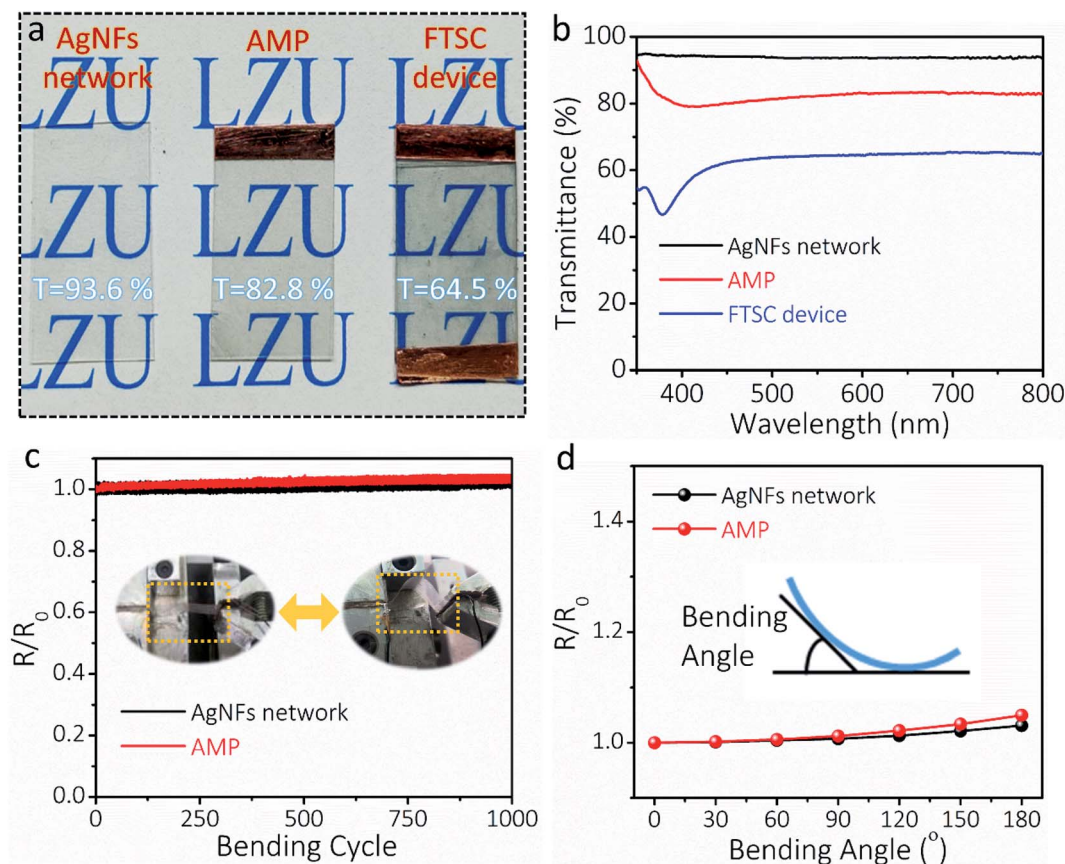 a
AgNFs
network
AMP
FTSC
device
LZU LZU LZU
LZU LZU LZU
T=93.6 % T=82.8 % T=64.5 %
LZU LZU LZU
b
100
80
60
40
20
0
Transmittance (%)
AgNFs network
AMP
FTSC device
400 500 600 700 800
Wavelength (nm)
c
1.0
0.8
0.6
0.4
0.2
0.0
R/R₀
AgNFs network
AMP
0 250 500 750 1000
Bending Cycle
d
1.4
1.2
1.0
R/R₀
AgNFs network
AMP
Bending
Angle
0 30 60 90 120 150 180
Bending Angle (°)